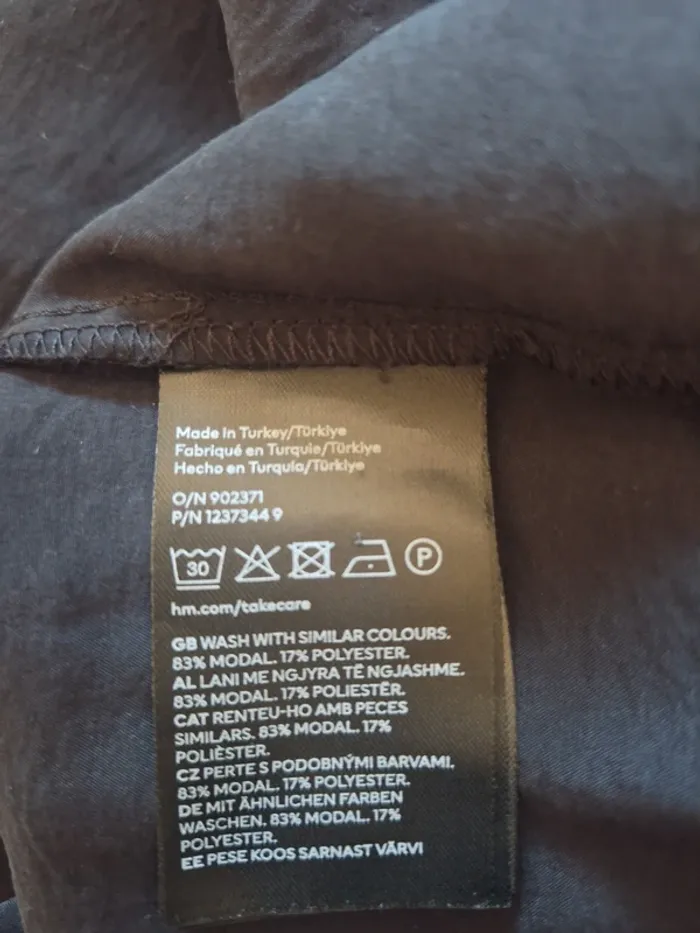 Made in Turkey/Türkiye
Fabriqué en Turquie/Türkiye
Hecho en Turquía/Türkiye
O/N 902371
P/N 1237344 9
30
P
hm.com/takecare
GB WASH WITH SIMILAR COLOURS.
83% MODAL. 17% POLYESTER.
AL LANI ME NGJYRA TË NGJASHME.
83% MODAL. 17% POLIESTËR.
CAT RENTEU-HO AMB PECES
SIMILARS. 83% MODAL. 17%
POLIÈSTER.
CZ PERTE S PODOBNÝMI BARVAMI.
83% MODAL. 17% POLYESTER.
DE MIT ÄHNLICHEN FARBEN
WASCHEN. 83% MODAL. 17%
POLYESTER.
EE PESE KOOS SARNAST VÄRVI